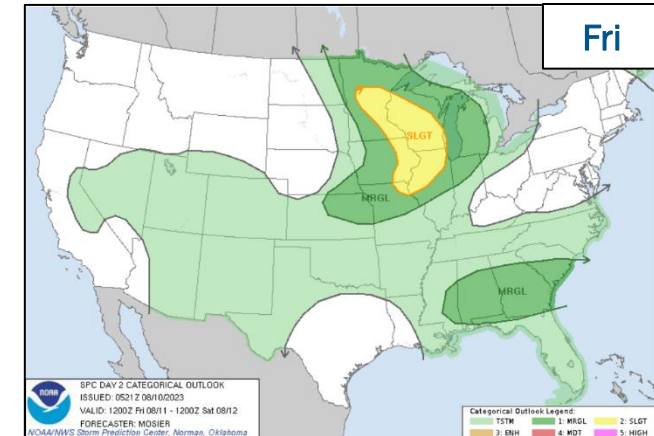 Fri
SLGT
MRGL
MRGL
NOAA
SPC DAY 2 CATEGORICAL OUTLOOK
ISSUED: 0521Z 08/10/2023
VALID: 1200Z Fri 08/11 - 1200Z Sat 08/12
FORECASTER: MOSIER
NOAA/NWS Storm Prediction Center, Norman, Oklahoma
Categorical Outlook Legend:
TSTM 1: MRGL 2: SLGT
3: ENH 4: MDT 5: HIGH